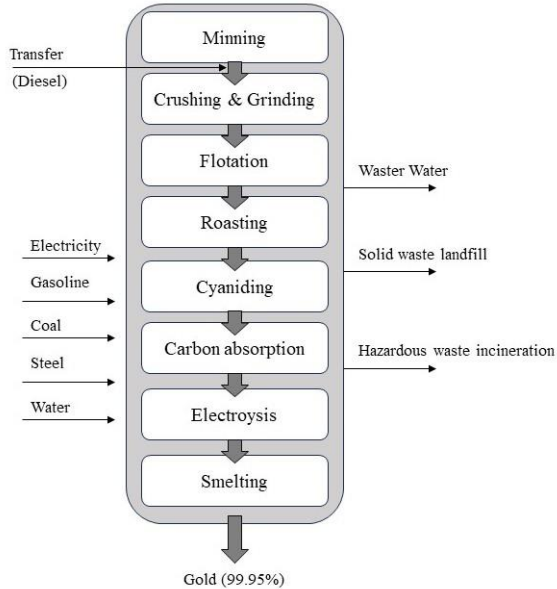 Minning
Transfer
(Diesel)
Crushing & Grinding
Flotation
Waster Water
Roasting
Electricity
Solid waste landfill
Gasoline
Cyaniding
Coal
Carbon absorption
Hazardous waste incineration
Steel
Water
Electroysis
Smelting
Gold (99.95%)